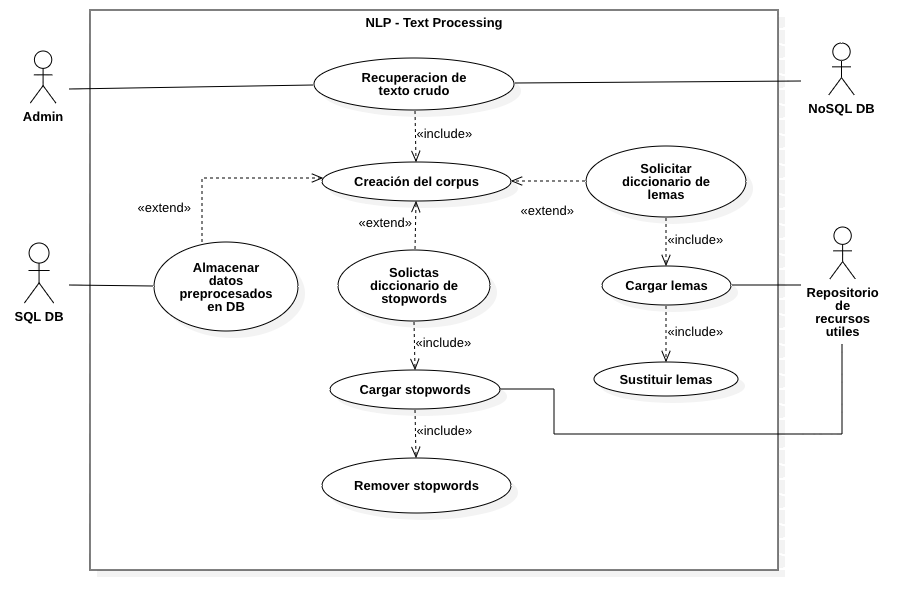 NLP - Text Processing
Recuperacion de
texto crudo
Admin
NoSQL DB
«include»
Creación del corpus
Solicitar
diccionario de
lemas
«extend»
«extend»
«extend»
«include»
Almacenar
datos
preprocesados
en DB
Solictas
diccionario de
stopwords
Cargar lemas
SQL DB
Repositorio
de
recursos
utiles
«include»
«include»
Sustituir lemas
Cargar stopwords
«include»
Remover stopwords